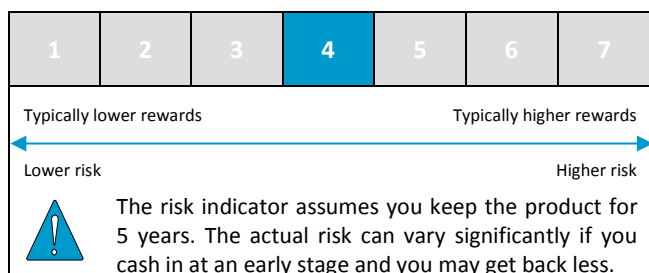 1 2 3 4 5 6 7
Typically lower rewards Typically higher rewards
Lower risk Higher risk
The risk indicator assumes you keep the product for
5 years. The actual risk can vary significantly if you
cash in at an early stage and you may get back less.